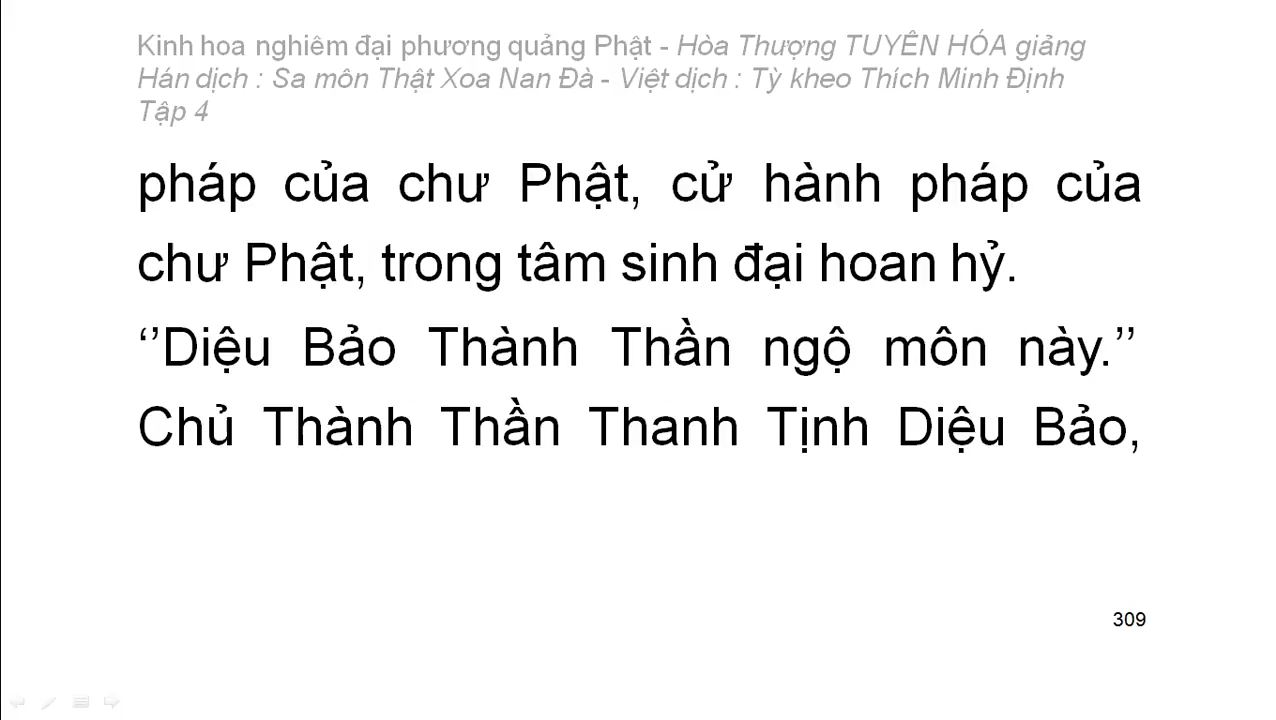 Kinh hoa nghiêm đại phương quảng Phật - Hòa Thượng TUYÊN HÓA giảng
Hán dịch : Sa môn Thật Xoa Nan Đà - Việt dịch : Tỳ kheo Thích Minh Định
Tập 4
pháp của chư Phật, cử hành pháp của
chư Phật, trong tâm sinh đại hoan hỷ.
‘’Diệu Bảo Thành Thần ngộ môn này.’’
Chủ Thành Thần Thanh Tịnh Diệu Bảo,
309